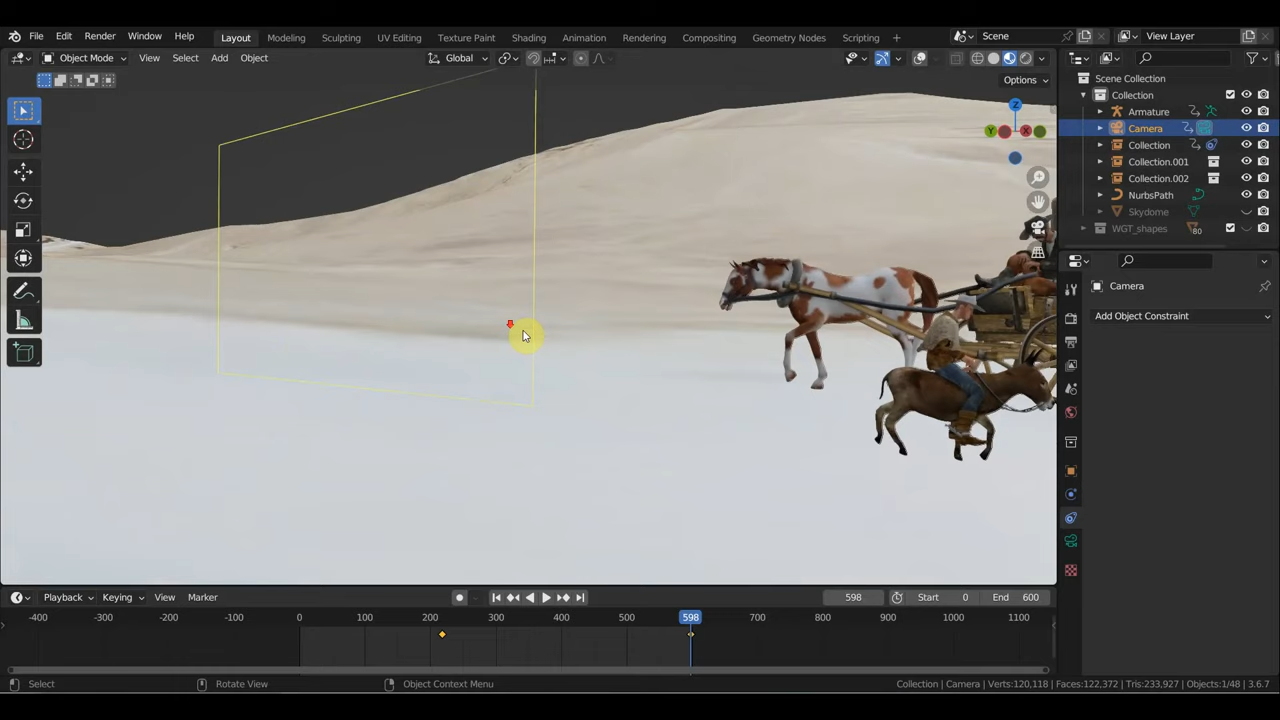 File Edit Render Window Help Layout Modeling Sculpting UV Editing Texture Paint Shading Animation Rendering Compositing Geometry Nodes Scripting + Scene View Layer
Object Mode View Select Add Object Global
Options
Scene Collection
Collection
Armature
Camera
Collection
Collection.001
Collection.002
NurbsPath
Skydome
WGT_shapes 80
Z
Y X
Camera
Add Object Constraint
Playback Keying View Marker 598 Start 0 End 600
-400 -300 -200 -100 0 100 200 300 400 500 598 700 800 900 1000 1100
Select Rotate View Object Context Menu Collection | Camera | Verts:120,118 | Faces:122,372 | Tris:233,927 | Objects:1/48 | 3.6.7